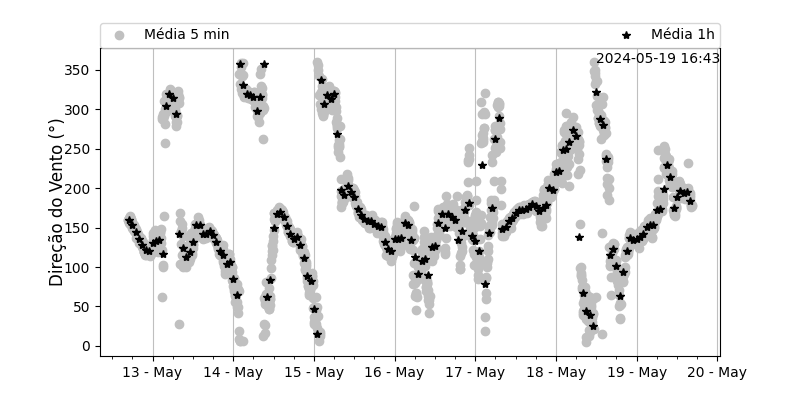 Média 5 min
Média 1h
2024-05-19 16:43
Direção do Vento (°)
350
300
250
200
150
100
50
0
13 - May
14 - May
15 - May
16 - May
17 - May
18 - May
19 - May
20 - May